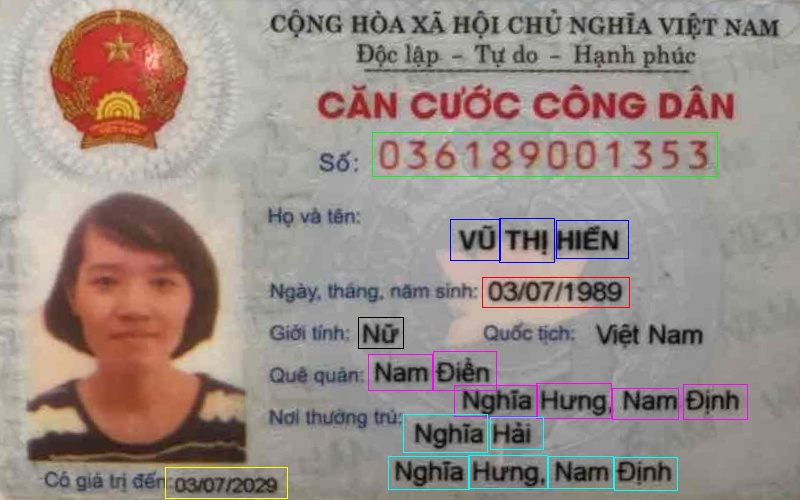 CỘNG HÒA XÃ HỘI CHỦ NGHĨA VIỆT NAM
Độc lập - Tự do - Hạnh phúc
CĂN CƯỚC CÔNG DÂN
Số: 036189001353
Họ và tên:
VŨ THỊ HIỀN
Ngày, tháng, năm sinh: 03/07/1989
Giới tính: Nữ Quốc tịch: Việt Nam
Quê quán: Nam Điền
Nghĩa Hưng, Nam Định
Nơi thường trú:
Nghĩa Hải
Nghĩa Hưng, Nam Định
Có giá trị đến: 03/07/2029